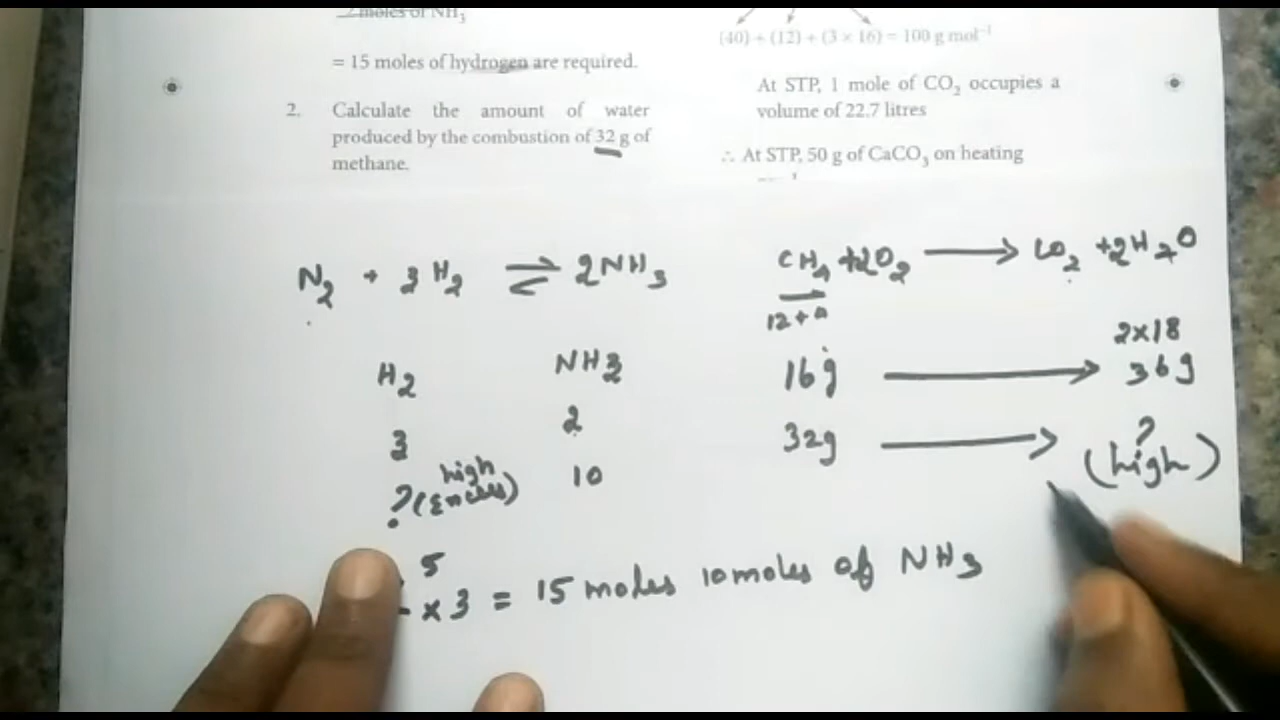 2 moles of NH₃
= 15 moles of hydrogen are required.
2. Calculate the amount of water
produced by the combustion of 32 g of
methane.
(40) + (12) + (3 × 16) = 100 g mol⁻¹
At STP, 1 mole of CO₂ occupies a
volume of 22.7 litres
∴ At STP, 50 g of CaCO₃ on heating
N₂ + 3H₂ ⇌ 2NH₃
H₂ NH3
3 2
? high 10
(Excess)
5
× 3 = 15 moles 10 moles of NH₃
CH₄ + 2O₂ ⟶ CO₂ + 2H₂O
12+4
2×18
16g ⟶ 36g
32g ⟶ ?
(high)